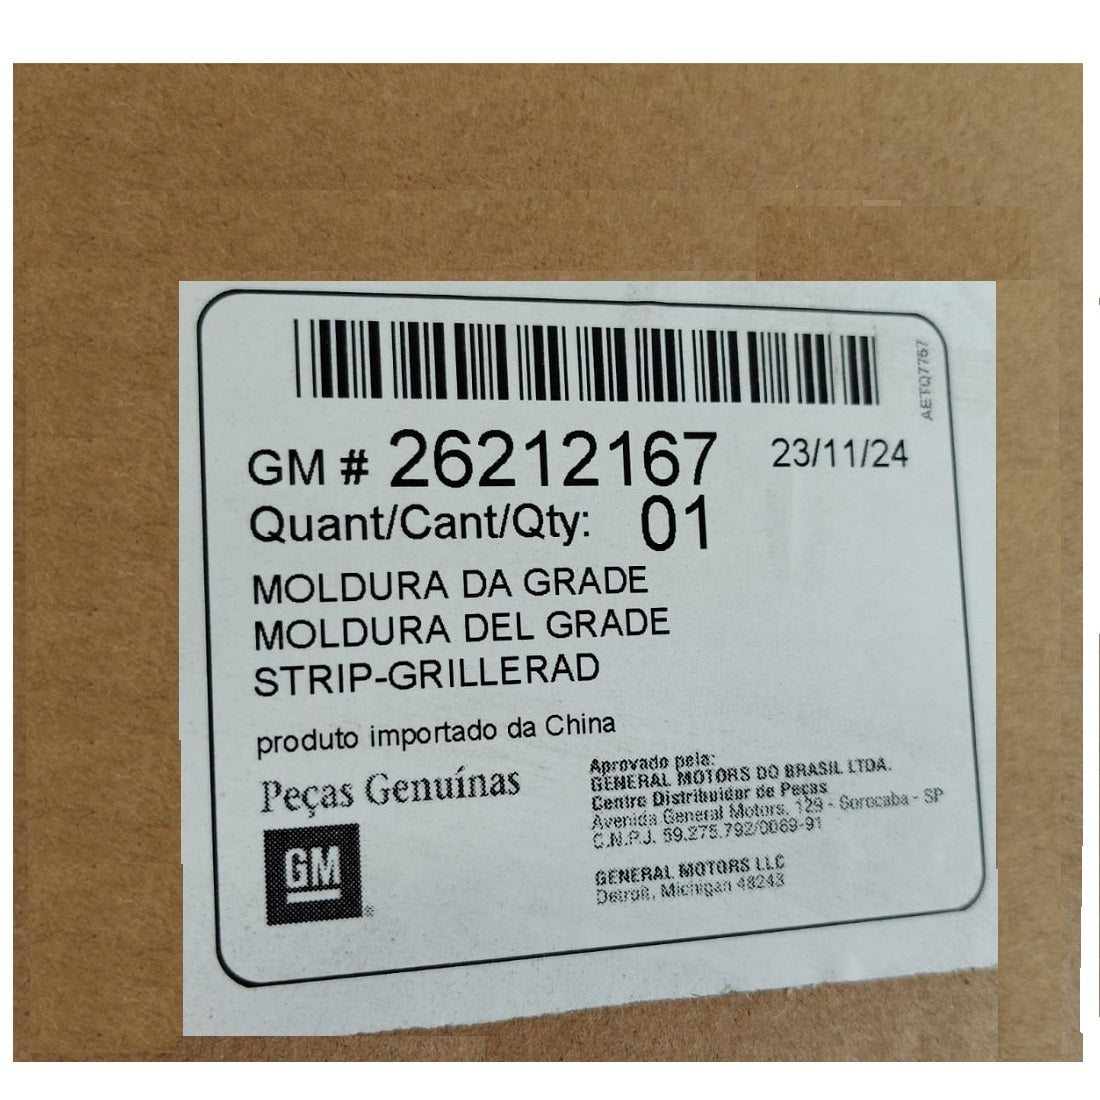 AETQ7757
GM # 26212167 23/11/24
Quant/Cant/Qty: 01
MOLDURA DA GRADE
MOLDURA DEL GRADE
STRIP-GRILLERAD
produto importado da China
Peças Genuínas
GM
Aprovado pela:
GENERAL MOTORS DO BRASIL LTDA.
Centro Distribuidor de Peças
Avenida General Motors, 129 - Sorocaba - SP
C.N.P.J. 59.275.792/0069-91
GENERAL MOTORS LLC
Detroit, Michigan 48243